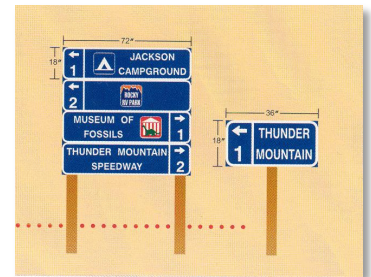 72"
18"
← JACKSON
1 CAMPGROUND
←
2 ROCKY
RV PARK
MUSEUM OF →
FOSSILS 1
THUNDER MOUNTAIN →
SPEEDWAY 2
36"
18"
← THUNDER
1 MOUNTAIN